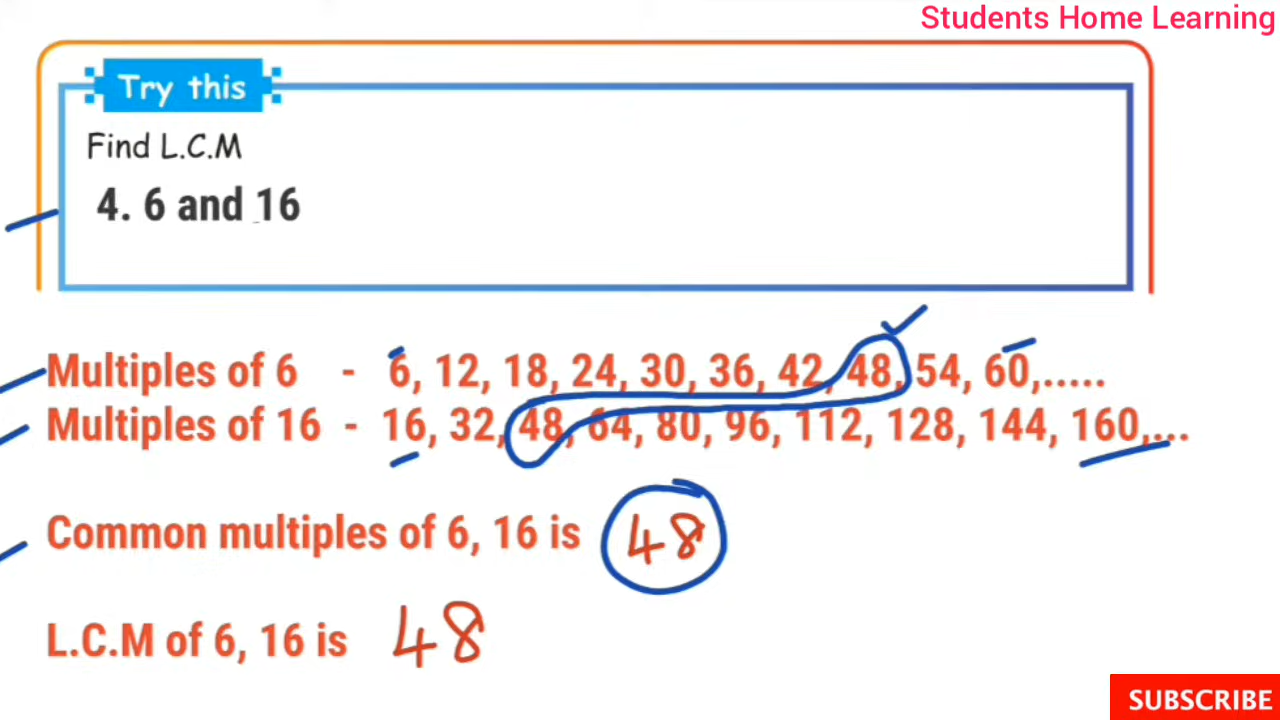 Students Home Learning
Try this
Find L.C.M
4. 6 and 16
Multiples of 6 - 6, 12, 18, 24, 30, 36, 42, 48, 54, 60,.....
Multiples of 16 - 16, 32, 48, 64, 80, 96, 112, 128, 144, 160,...
Common multiples of 6, 16 is 48
L.C.M of 6, 16 is 48
SUBSCRIBE